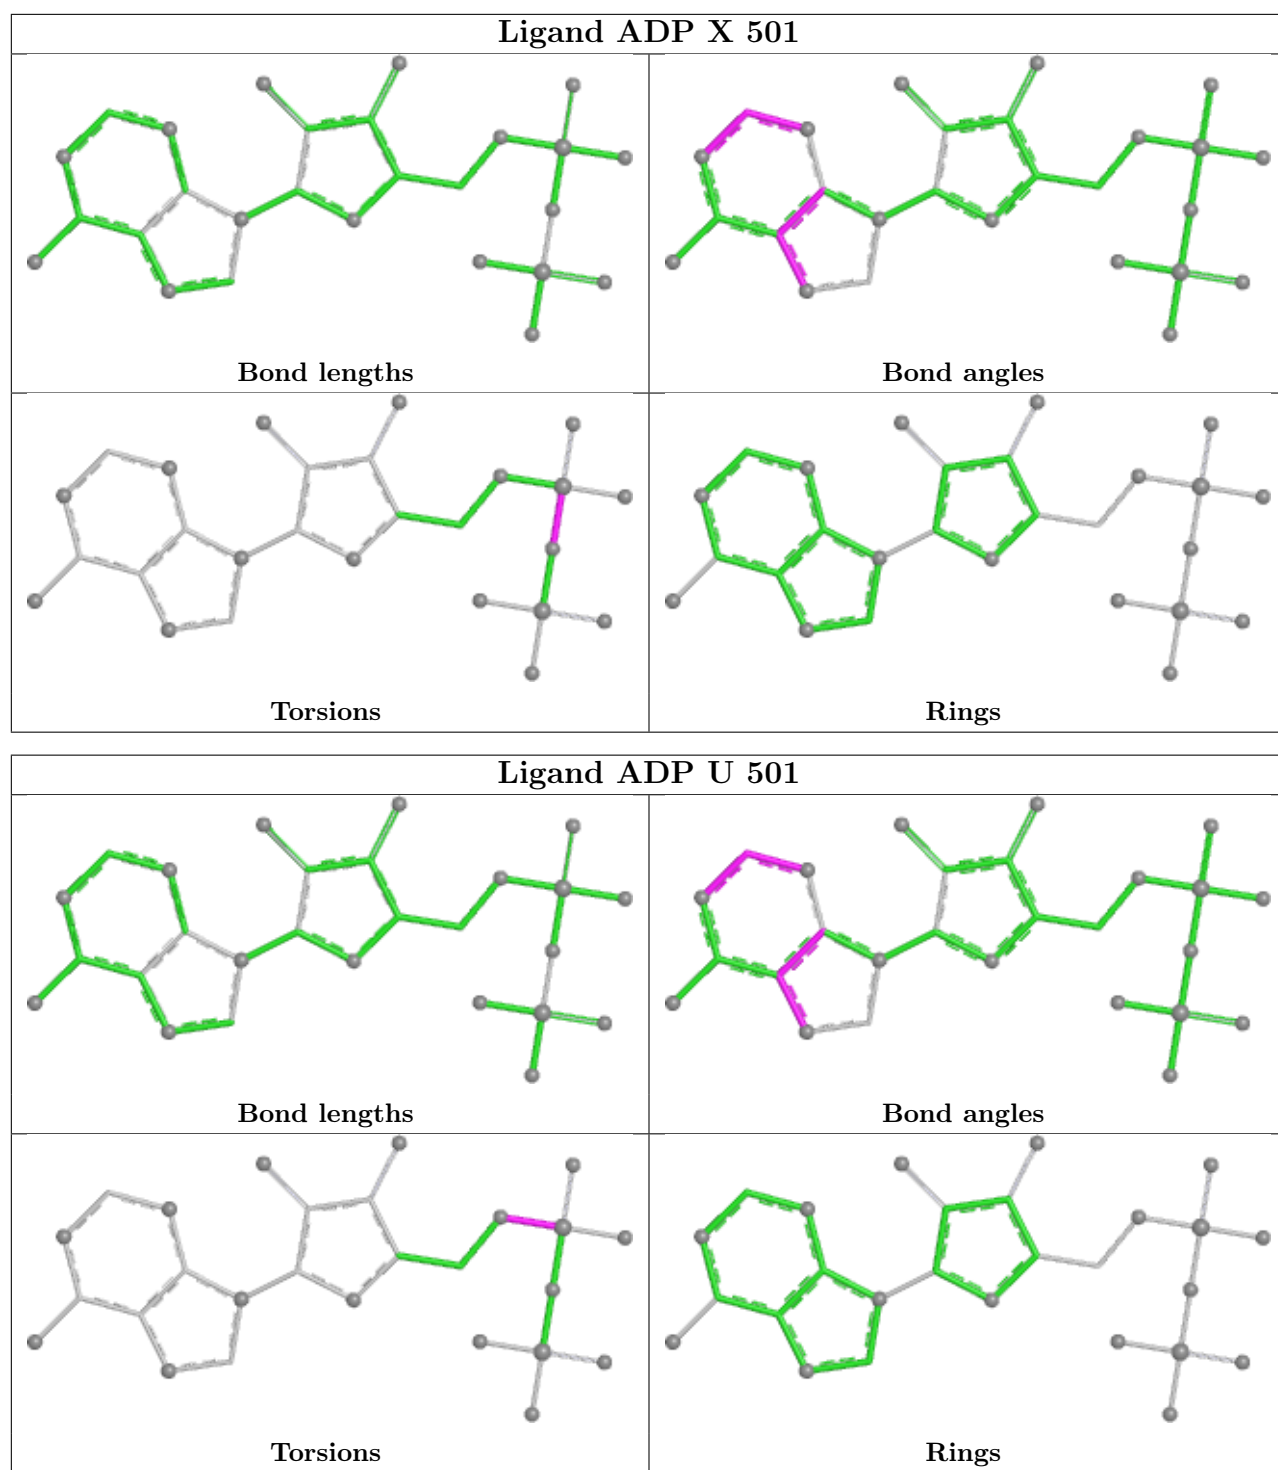 Ligand ADP X 501
Bond lengths
Bond angles
Torsions
Rings
Ligand ADP U 501
Bond lengths
Bond angles
Torsions
Rings